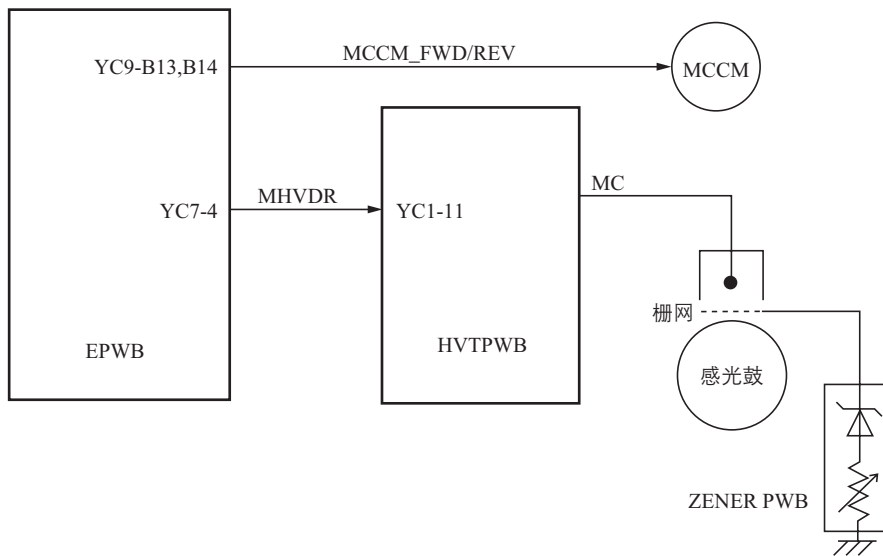 YC9-B13,B14
MCCM_FWD/REV
MCCM
YC7-4
MHVDR
YC1-11
MC
栅网
EPWB
HVTPWB
感光鼓
ZENER PWB